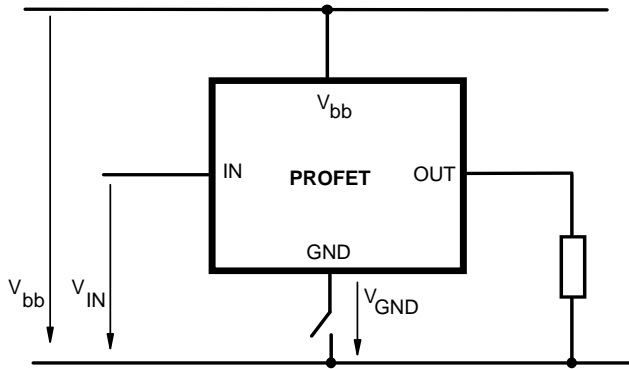 Vbb
IN
PROFET
OUT
GND
Vbb
VIN
VGND